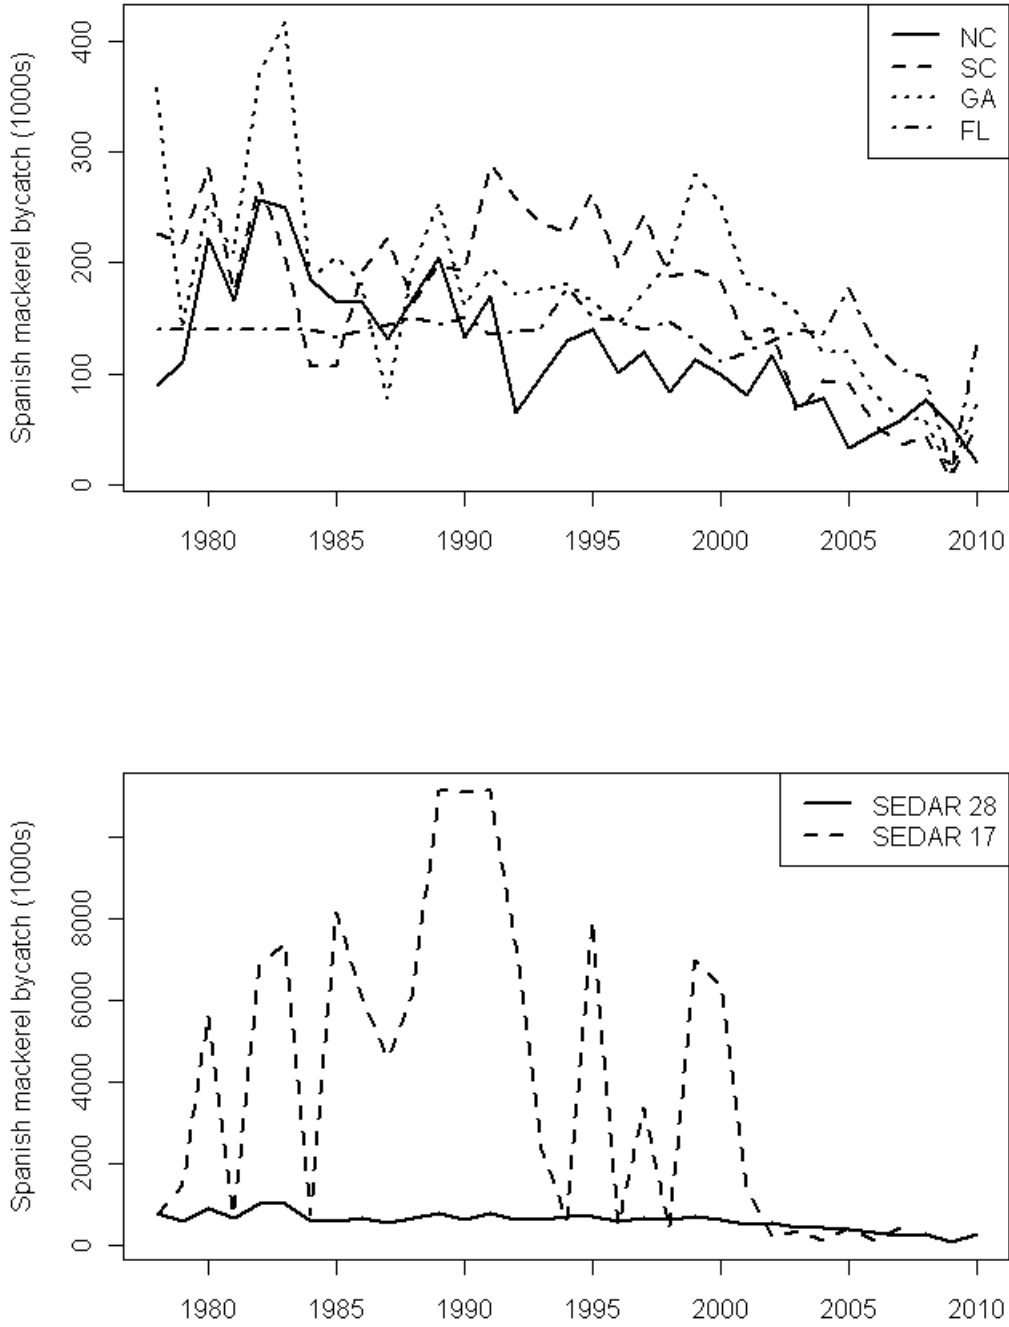 Spanish mackerel bycatch (1000s)
400
300
200
100
0
NC
SC
GA
FL
1980 1985 1990 1995 2000 2005 2010
Spanish mackerel bycatch (1000s)
8000
6000
4000
2000
0
SEDAR 28
SEDAR 17
1980 1985 1990 1995 2000 2005 2010